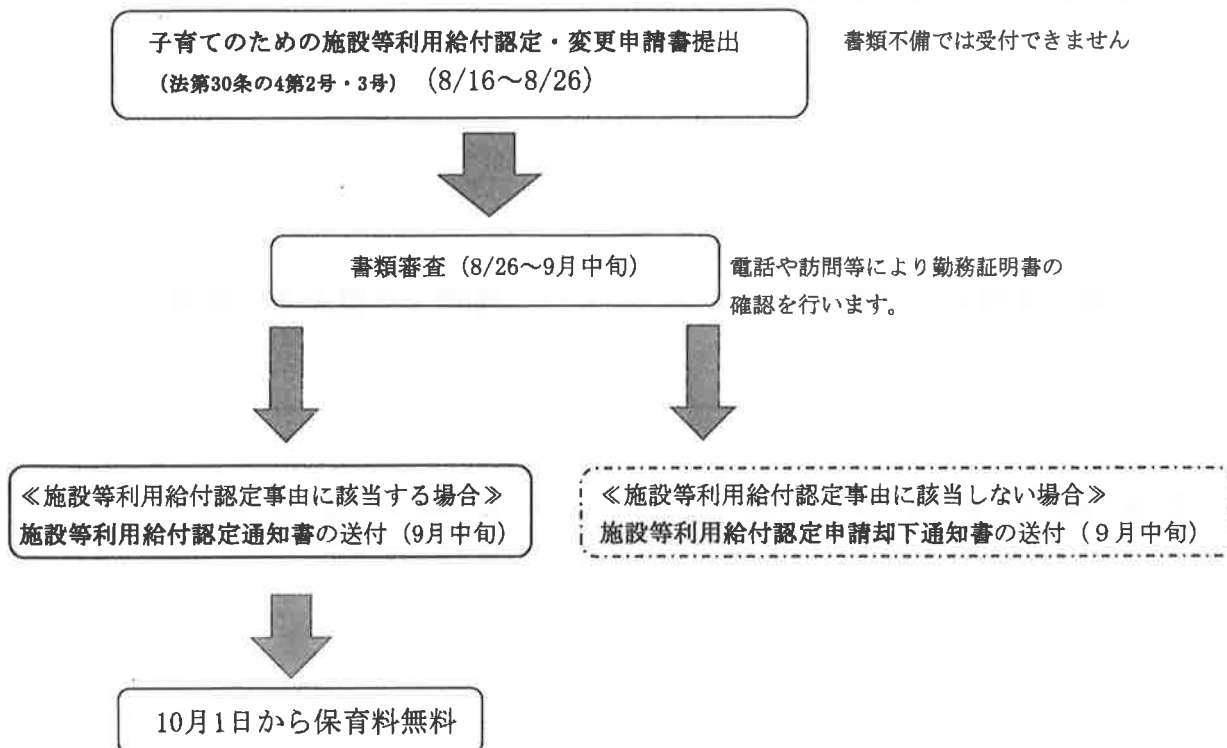 子育てのための施設等利用給付認定・変更申請書提出
（法第30条の4第2号・3号）（8/16～8/26）
書類不備では受付できません
書類審査（8/26～9月中旬）
電話や訪問等により勤務証明書の
確認を行います。
≪施設等利用給付認定事由に該当する場合≫
施設等利用給付認定通知書の送付（9月中旬）
≪施設等利用給付認定事由に該当しない場合≫
施設等利用給付認定申請却下通知書の送付（９月中旬）
10月1日から保育料無料